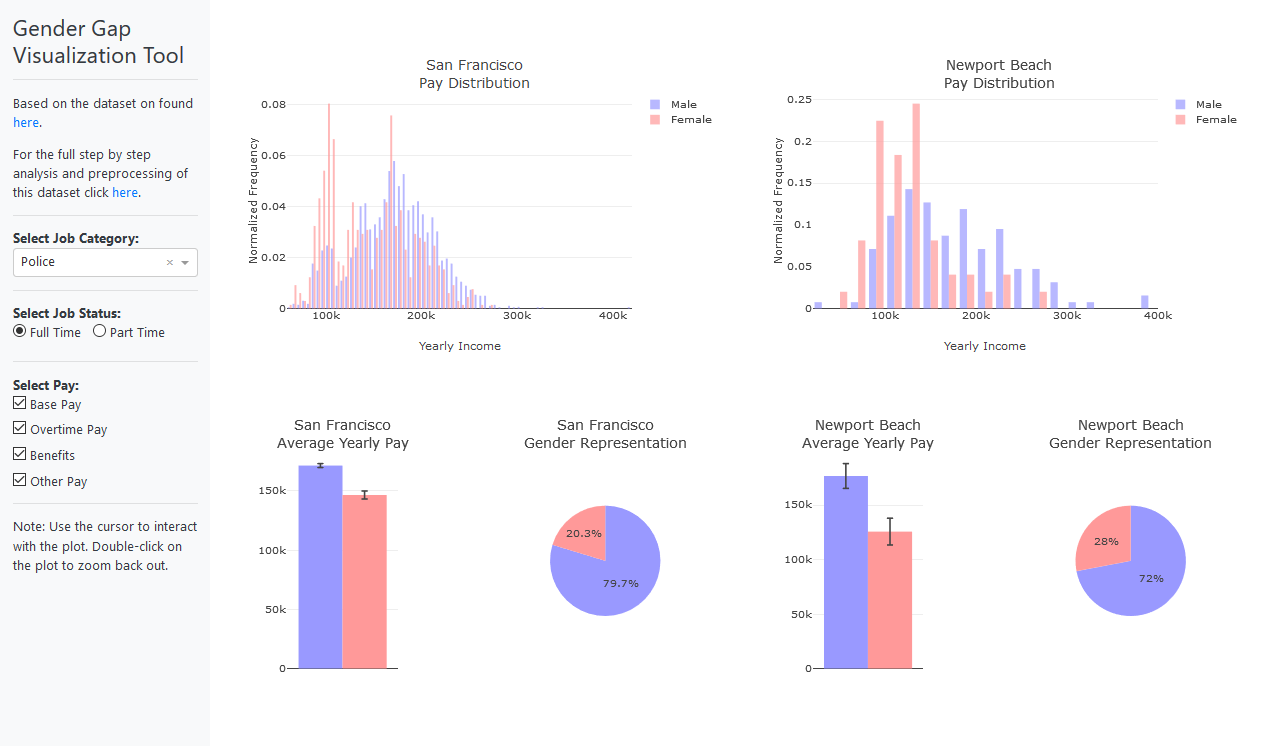 Gender Gap
Visualization Tool
Based on the dataset on found
here.
For the full step by step
analysis and preprocessing of
this dataset click here.
Select Job Category:
Police
Select Job Status:
Full Time Part Time
Select Pay:
Base Pay
Overtime Pay
Benefits
Other Pay
Note: Use the cursor to interact
with the plot. Double-click on
the plot to zoom back out.
San Francisco
Pay Distribution
Normalized Frequency
0.08
0.06
0.04
0.02
0
100k 200k 300k 400k
Yearly Income
Male
Female
Newport Beach
Pay Distribution
Normalized Frequency
0.25
0.2
0.15
0.1
0.05
0
100k 200k 300k 400k
Yearly Income
Male
Female
San Francisco
Average Yearly Pay
150k
100k
50k
0
San Francisco
Gender Representation
20.3%
79.7%
Newport Beach
Average Yearly Pay
150k
100k
50k
0
Newport Beach
Gender Representation
28%
72%